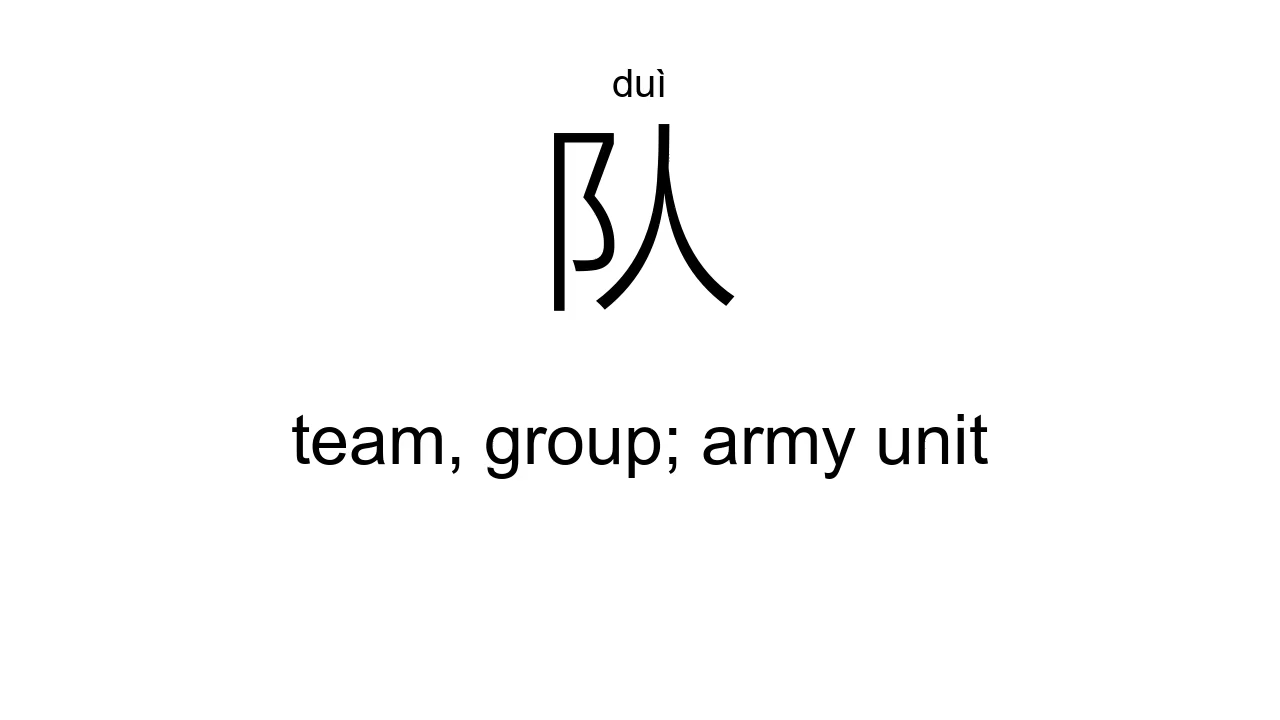 duì
队
team, group; army unit